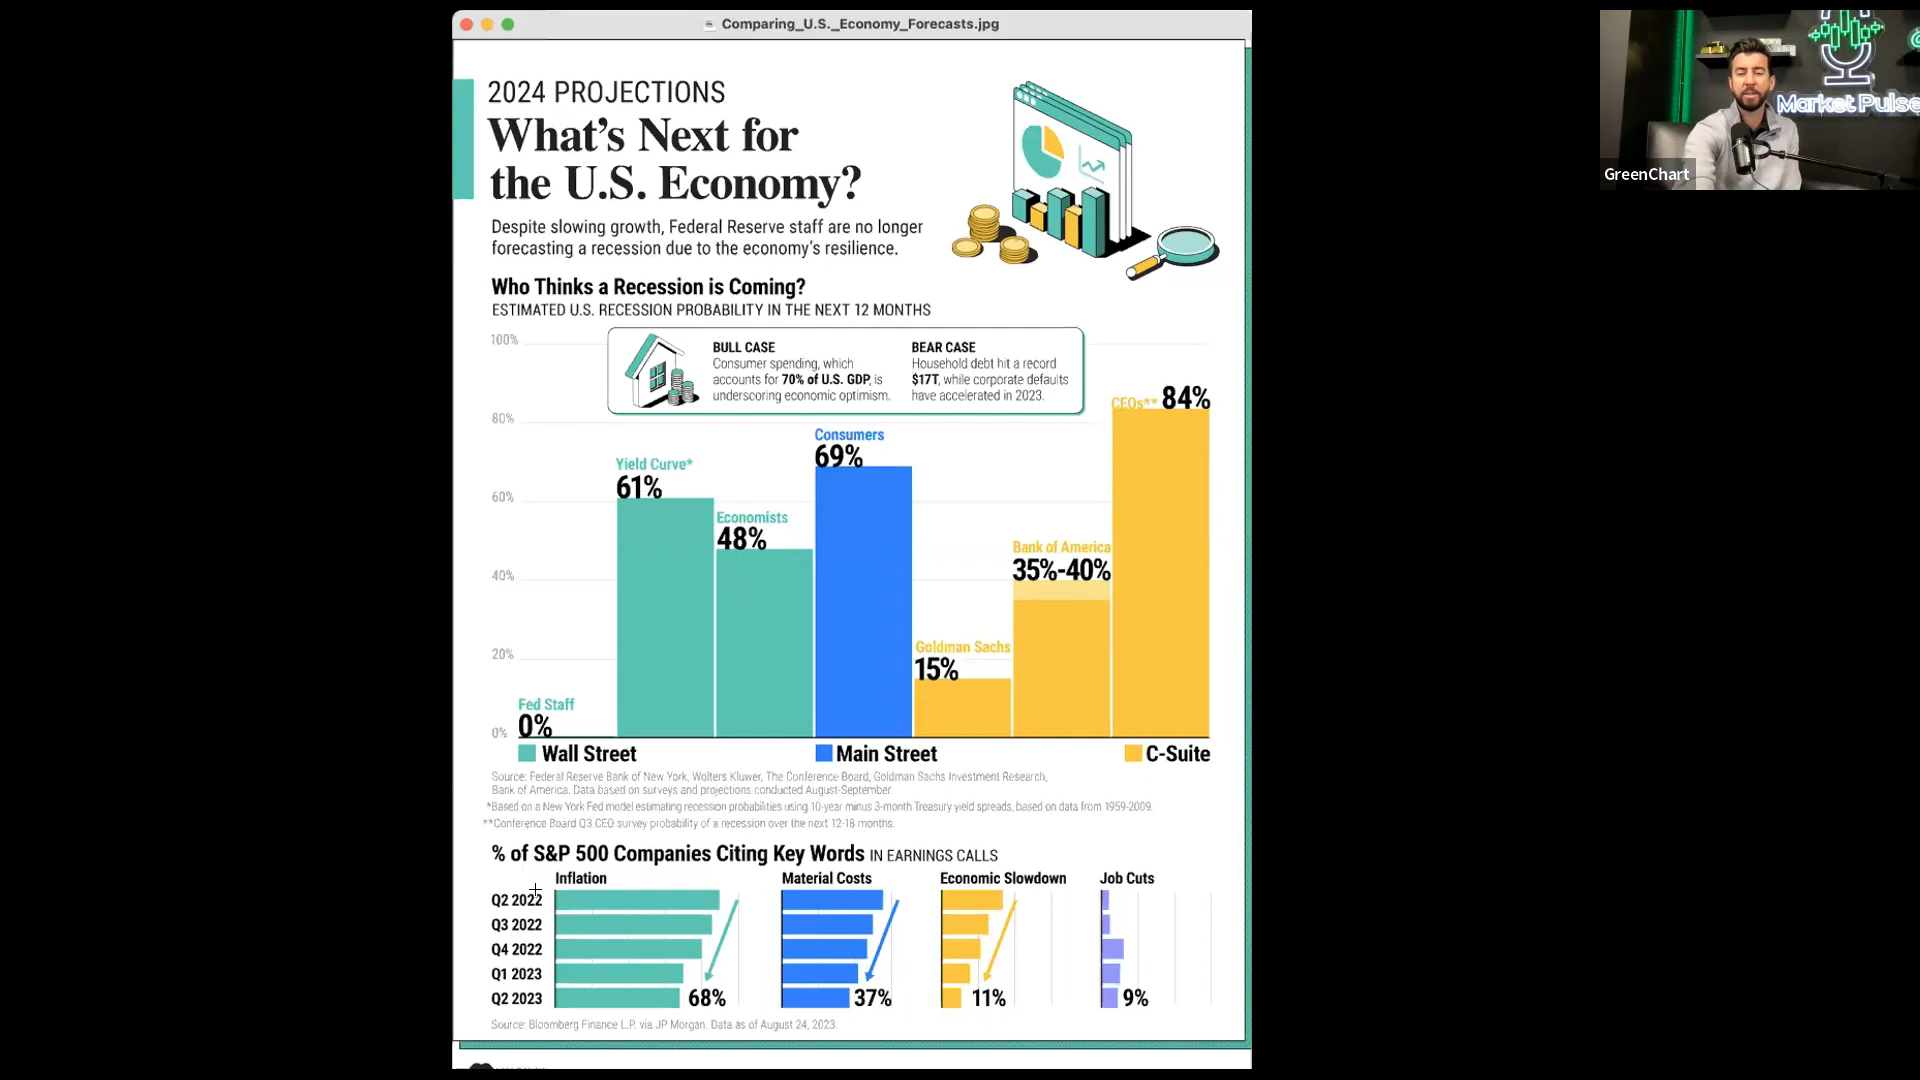 Comparing_U.S._Economy_Forecasts.jpg
2024 PROJECTIONS
What's Next for
the U.S. Economy?
Despite slowing growth, Federal Reserve staff are no longer
forecasting a recession due to the economy's resilience.
Who Thinks a Recession is Coming?
ESTIMATED U.S. RECESSION PROBABILITY IN THE NEXT 12 MONTHS
100%
80%
60%
40%
20%
0%
BULL CASE
Consumer spending, which
accounts for 70% of U.S. GDP, is
underscoring economic optimism.
BEAR CASE
Household debt hit a record
$17T, while corporate defaults
have accelerated in 2023.
Fed Staff
0%
Yield Curve*
61%
Economists
48%
Consumers
69%
Goldman Sachs
15%
Bank of America
35%-40%
CEOs** 84%
Wall Street
Main Street
C-Suite
Source: Federal Reserve Bank of New York, Wolters Kluwer, The Conference Board, Goldman Sachs Investment Research,
Bank of America. Data based on surveys and projections conducted August-September.
*Based on a New York Fed model estimating recession probabilities using 10-year minus 3-month Treasury yield spreads, based on data from 1959-2009.
**Conference Board Q3 CEO survey probability of a recession over the next 12-18 months.
% of S&P 500 Companies Citing Key Words IN EARNINGS CALLS
Inflation
Material Costs
Economic Slowdown
Job Cuts
Q2 2022
Q3 2022
Q4 2022
Q1 2023
Q2 2023
68%
37%
11%
9%
Source: Bloomberg Finance L.P. via JP Morgan. Data as of August 24, 2023.
Market Pulse
GreenChart